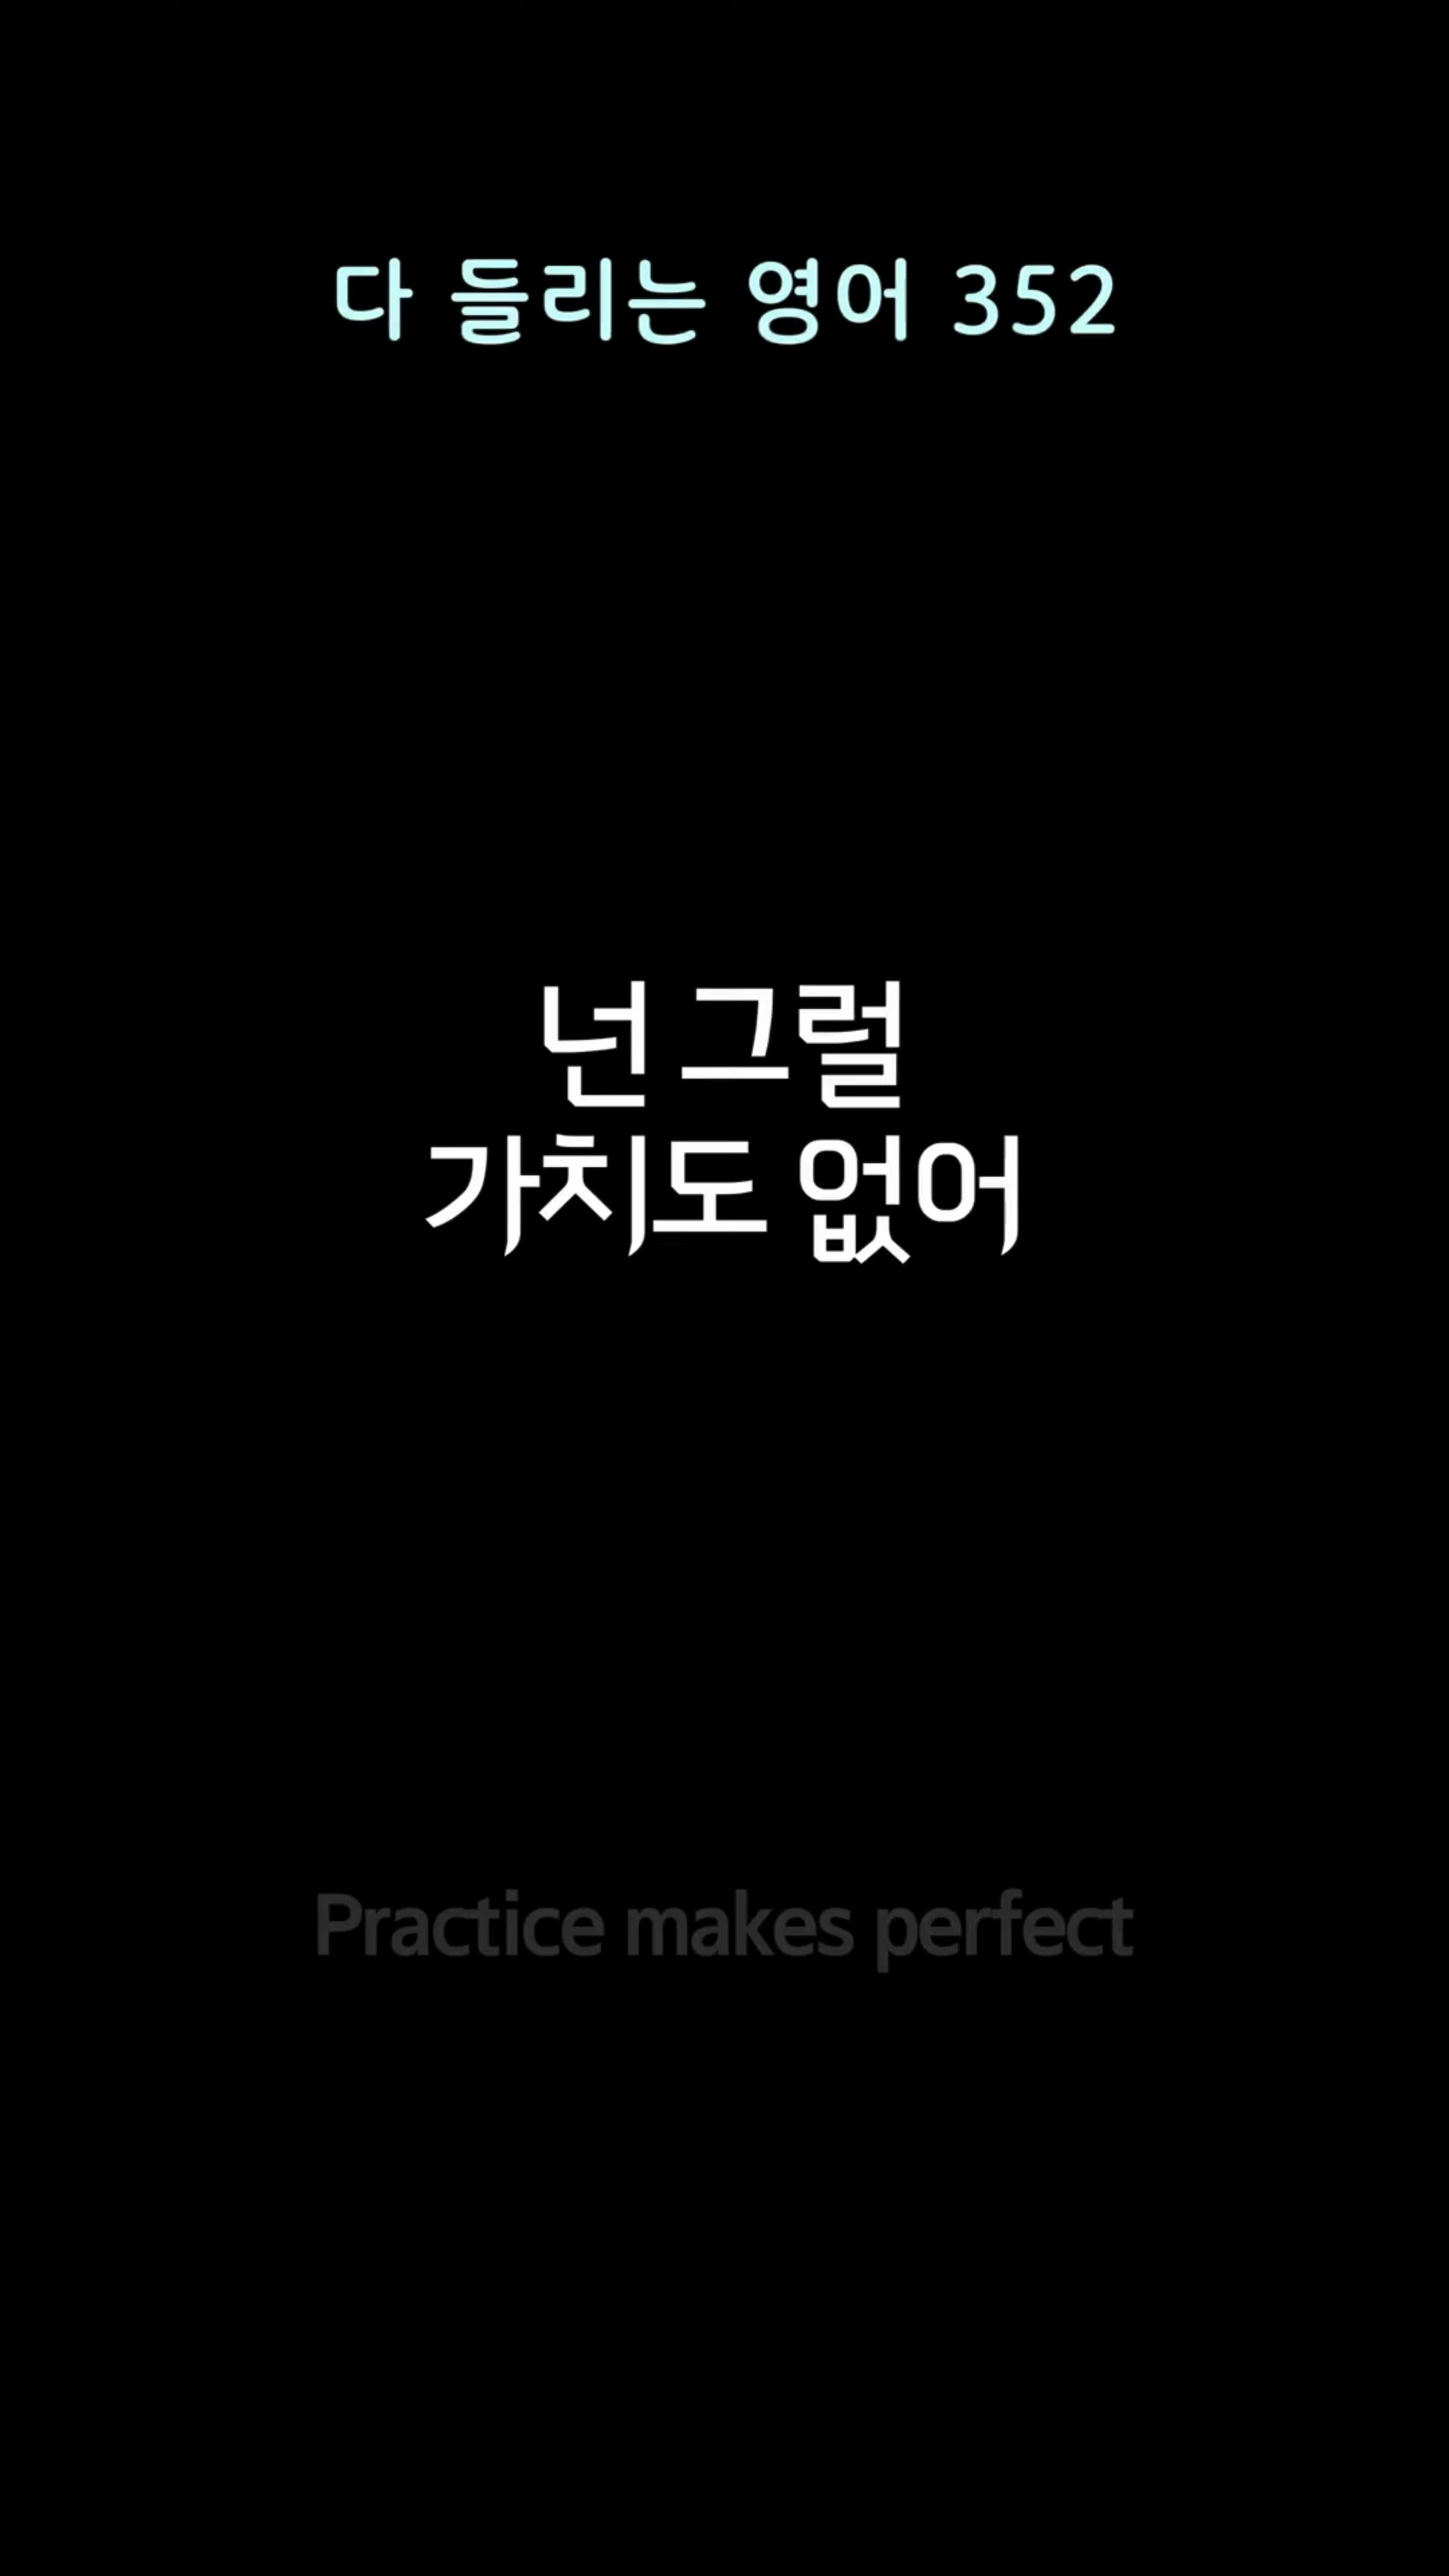 다 들리는 영어 352
넌 그럴
가치도 없어
Practice makes perfect